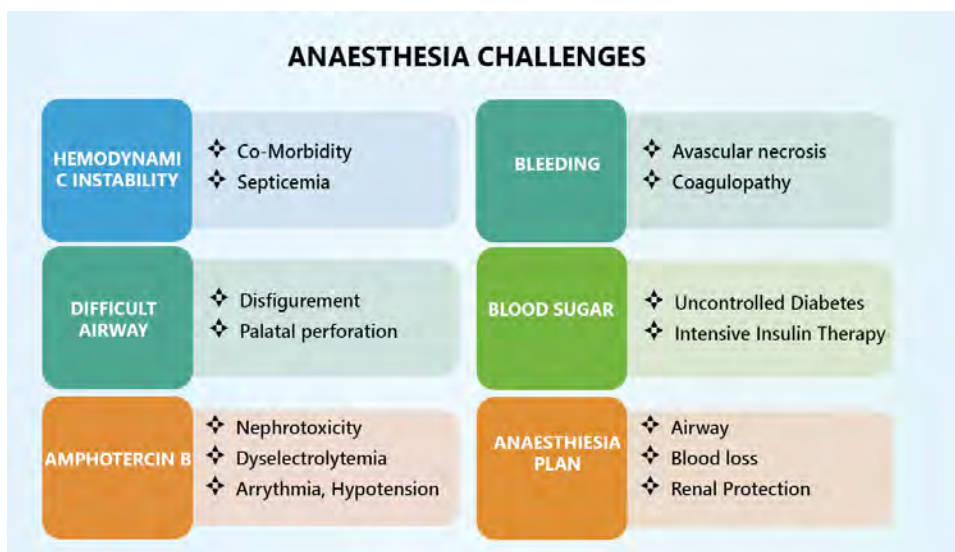 ANAESTHESIA CHALLENGES
HEMODYNAMI
C INSTABILITY
❖ Co-Morbidity
❖ Septicemia
BLEEDING
❖ Avascular necrosis
❖ Coagulopathy
DIFFICULT
AIRWAY
❖ Disfigurement
❖ Palatal perforation
BLOOD SUGAR
❖ Uncontrolled Diabetes
❖ Intensive Insulin Therapy
AMPHOTERCIN B
❖ Nephrotoxicity
❖ Dyselectrolytemia
❖ Arrythmia, Hypotension
ANAESTHIESIA
PLAN
❖ Airway
❖ Blood loss
❖ Renal Protection